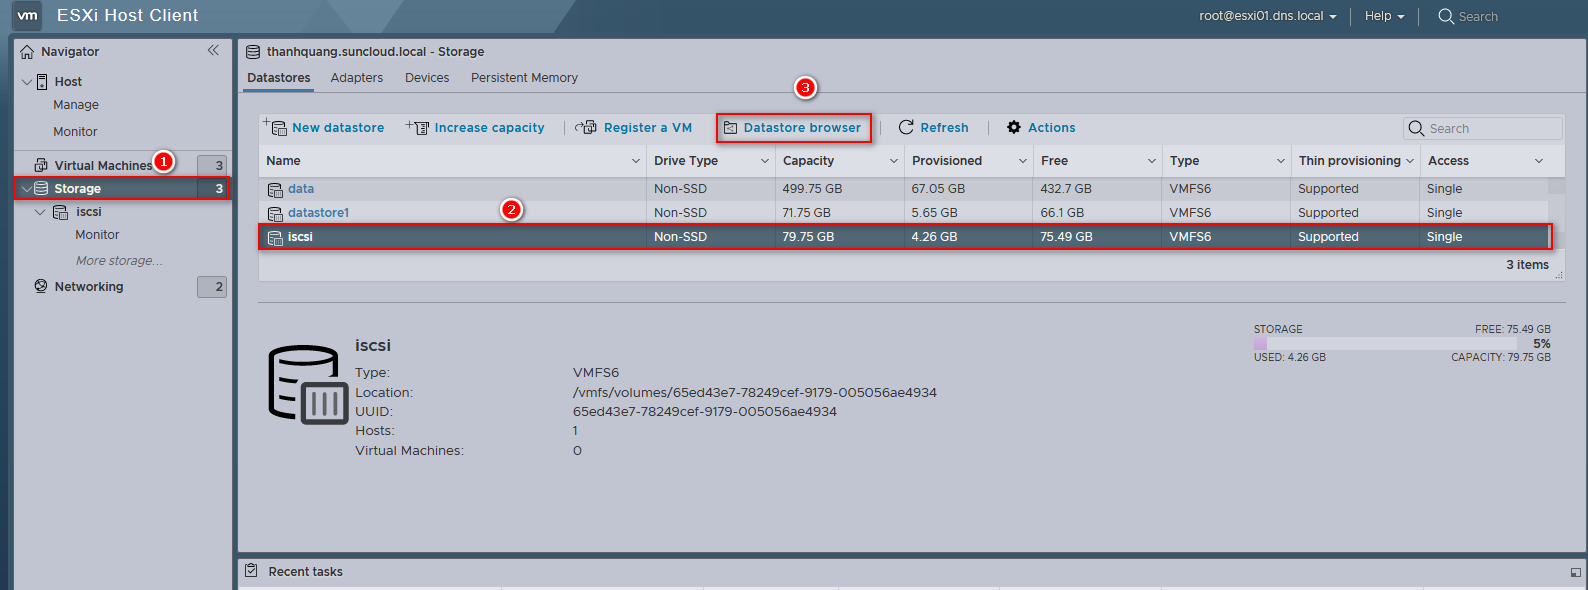 vm ESXi Host Client
root@esxi01.dns.local
Help
Search
Navigator
Host
Manage
Monitor
Virtual Machines 3
1
Storage 3
iscsi
Monitor
More storage...
Networking 2
thanhquang.suncloud.local - Storage
Datastores Adapters Devices Persistent Memory
3
New datastore Increase capacity Register a VM Datastore browser Refresh Actions Search
Name Drive Type Capacity Provisioned Free Type Thin provisioning Access
data Non-SSD 499.75 GB 67.05 GB 432.7 GB VMFS6 Supported Single
datastore1 Non-SSD 71.75 GB 5.65 GB 66.1 GB VMFS6 Supported Single
2
iscsi Non-SSD 79.75 GB 4.26 GB 75.49 GB VMFS6 Supported Single
3 items
iscsi
Type: VMFS6
Location: /vmfs/volumes/65ed43e7-78249cef-9179-005056ae4934
UUID: 65ed43e7-78249cef-9179-005056ae4934
Hosts: 1
Virtual Machines: 0
STORAGE FREE: 75.49 GB
5%
USED: 4.26 GB CAPACITY: 79.75 GB
Recent tasks